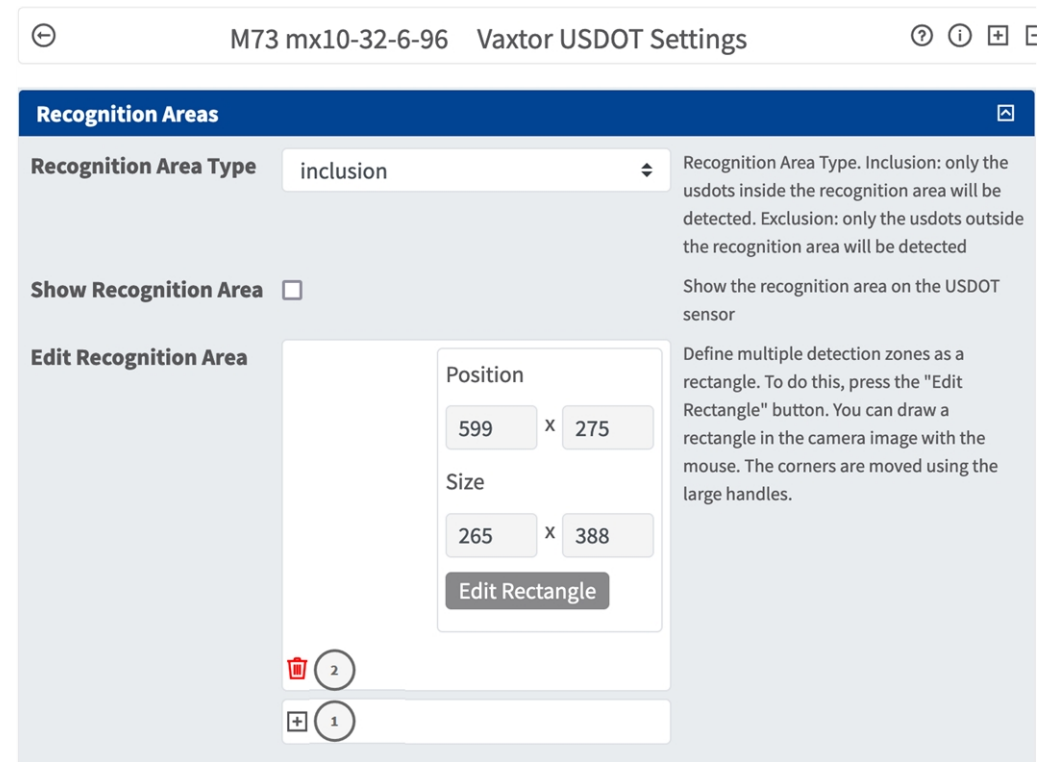 M73 mx10-32-6-96 Vaxtor USDOT Settings
Recognition Areas
Recognition Area Type
inclusion
Recognition Area Type. Inclusion: only the
usdots inside the recognition area will be
detected. Exclusion: only the usdots outside
the recognition area will be detected
Show Recognition Area
Show the recognition area on the USDOT
sensor
Edit Recognition Area
Position
599 x 275
Size
265 x 388
Edit Rectangle
Define multiple detection zones as a
rectangle. To do this, press the "Edit
Rectangle" button. You can draw a
rectangle in the camera image with the
mouse. The corners are moved using the
large handles.
2
1